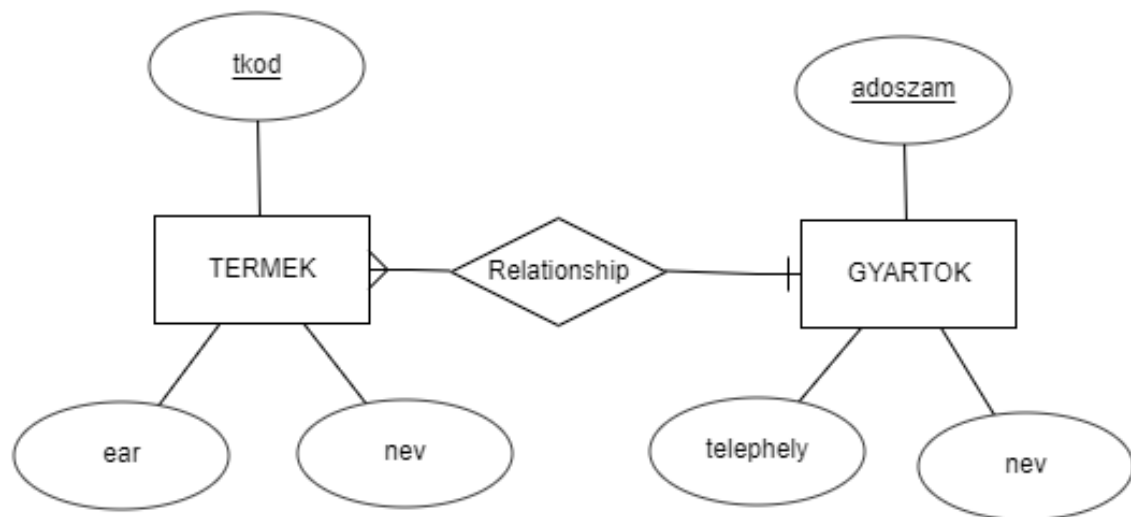 tkod
adoszam
TERMEK
Relationship
GYARTOK
ear
nev
telephely
nev